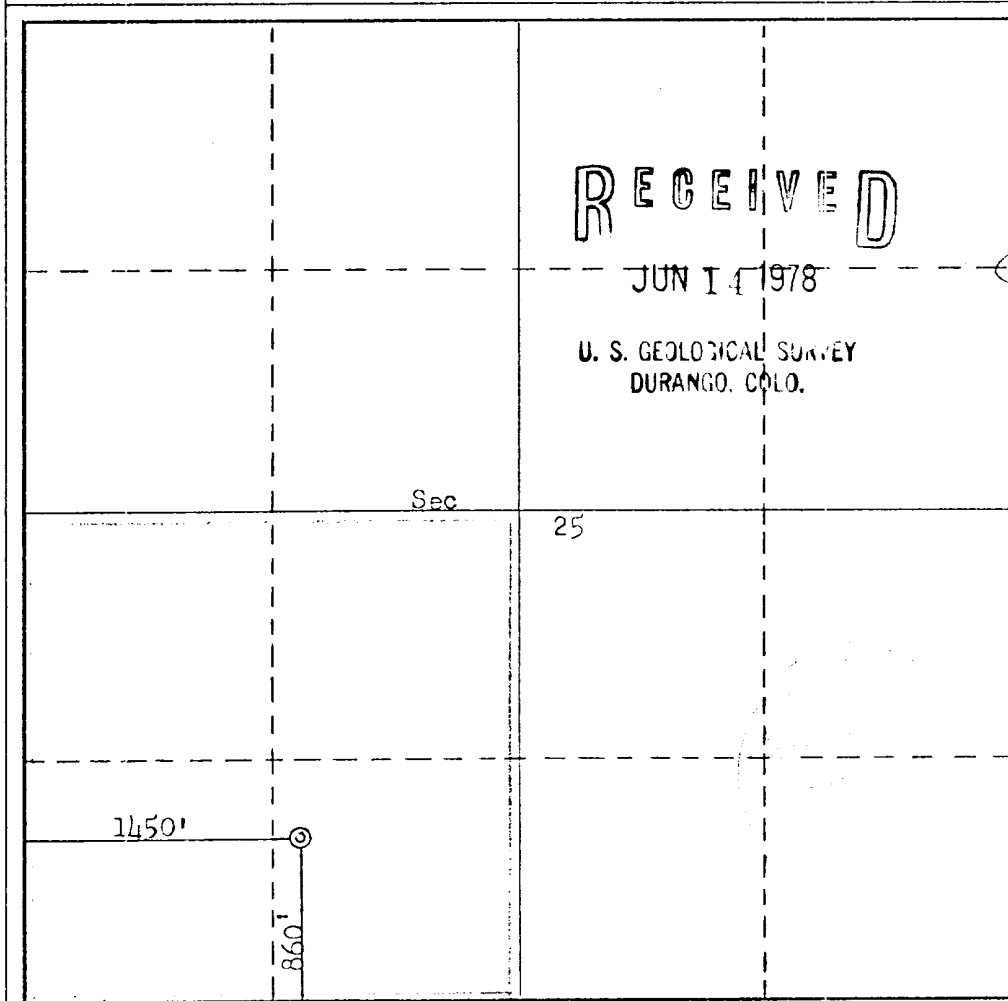 RECEIVED
JUN 14 1978
U. S. GEOLOGICAL SURVEY
DURANGO, COLO.
Sec
25
1450'
860'